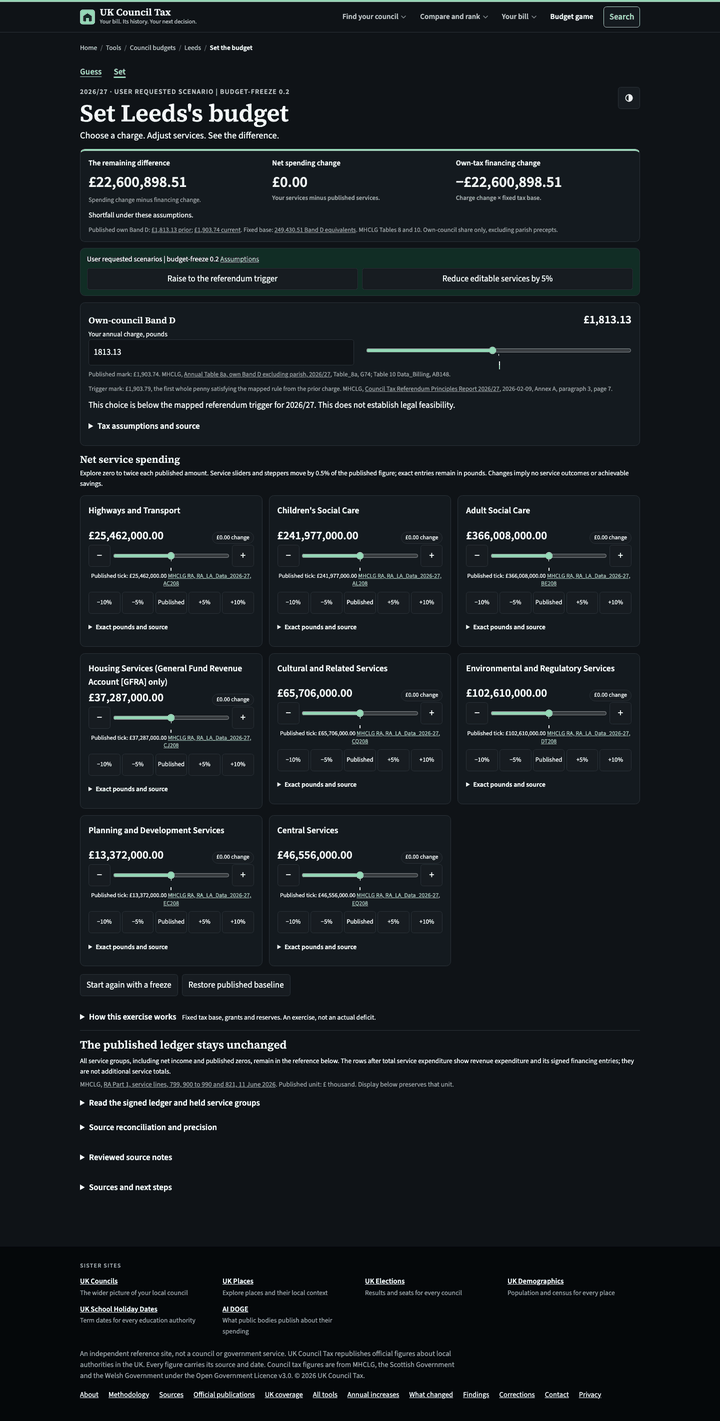 UK Council Tax
Your bill. Its history. Your next decision.
Find your council
Compare and rank
Your bill
Budget game
Search
Home / Tools / Council budgets / Leeds / Set the budget
Guess Set
2026/27 · USER REQUESTED SCENARIO | BUDGET-FREEZE 0.2
Set Leeds's budget
Choose a charge. Adjust services. See the difference.
The remaining difference
£22,600,898.51
Spending change minus financing change.
Shortfall under these assumptions.
Net spending change
£0.00
Your services minus published services.
Own-tax financing change
−£22,600,898.51
Charge change × fixed tax base.
Published own Band D: £1,813.13 prior; £1,903.74 current. Fixed base: 249,430.51 Band D equivalents. MHCLG Tables 8 and 10. Own-council share only, excluding parish precepts.
User requested scenarios | budget-freeze 0.2 Assumptions
Raise to the referendum trigger
Reduce editable services by 5%
Own-council Band D
£1,813.13
Your annual charge, pounds
1813.13
Published mark: £1,903.74. MHCLG, Annual Table 8a, own Band D excluding parish, 2026/27, Table_8a, G74; Table 10 Data_Billing, AB148.
Trigger mark: £1,903.79, the first whole penny satisfying the mapped rule from the prior charge. MHCLG, Council Tax Referendum Principles Report 2026/27, 2026-02-09, Annex A, paragraph 3, page 7.
This choice is below the mapped referendum trigger for 2026/27. This does not establish legal feasibility.
Tax assumptions and source
Net service spending
Explore zero to twice each published amount. Service sliders and steppers move by 0.5% of the published figure; exact entries remain in pounds. Changes imply no service outcomes or achievable
savings.
Highways and Transport
£25,462,000.00
£0.00 change
− +
Published tick: £25,462,000.00 MHCLG RA, RA_LA_Data_2026-27,
AC208
−10% −5% Published +5% +10%
Exact pounds and source
Children's Social Care
£241,977,000.00
£0.00 change
− +
Published tick: £241,977,000.00 MHCLG RA, RA_LA_Data_2026-27,
AL208
−10% −5% Published +5% +10%
Exact pounds and source
Adult Social Care
£366,008,000.00
£0.00 change
− +
Published tick: £366,008,000.00 MHCLG RA, RA_LA_Data_2026-27,
BE208
−10% −5% Published +5% +10%
Exact pounds and source
Housing Services (General Fund Revenue
Account [GFRA] only)
£37,287,000.00
£0.00 change
− +
Published tick: £37,287,000.00 MHCLG RA, RA_LA_Data_2026-27,
CJ208
−10% −5% Published +5% +10%
Exact pounds and source
Cultural and Related Services
£65,706,000.00
£0.00 change
− +
Published tick: £65,706,000.00 MHCLG RA, RA_LA_Data_2026-27,
CQ208
−10% −5% Published +5% +10%
Exact pounds and source
Environmental and Regulatory Services
£102,610,000.00
£0.00 change
− +
Published tick: £102,610,000.00 MHCLG RA, RA_LA_Data_2026-27,
DT208
−10% −5% Published +5% +10%
Exact pounds and source
Planning and Development Services
£13,372,000.00
£0.00 change
− +
Published tick: £13,372,000.00 MHCLG RA, RA_LA_Data_2026-27,
EC208
−10% −5% Published +5% +10%
Exact pounds and source
Central Services
£46,556,000.00
£0.00 change
− +
Published tick: £46,556,000.00 MHCLG RA, RA_LA_Data_2026-27,
EQ208
−10% −5% Published +5% +10%
Exact pounds and source
Start again with a freeze
Restore published baseline
How this exercise works Fixed tax base, grants and reserves. An exercise, not an actual deficit.
The published ledger stays unchanged
All service groups, including net income and published zeros, remain in the reference below. The rows after total service expenditure show revenue expenditure and its signed financing entries; they
are not additional service totals.
MHCLG, RA Part 1, service lines, 799, 900 to 990 and 821, 11 June 2026. Published unit: £ thousand. Display below preserves that unit.
Read the signed ledger and held service groups
Source reconciliation and precision
Reviewed source notes
Sources and next steps
SISTER SITES
UK Councils
The wider picture of your local council
UK Places
Explore places and their local context
UK Elections
Results and seats for every council
UK Demographics
Population and census for every place
UK School Holiday Dates
Term dates for every education authority
AI DOGE
What public bodies publish about their
spending
An independent reference site, not a council or government service. UK Council Tax republishes official figures about local
authorities in the UK. Every figure carries its source and date. Council tax figures are from MHCLG, the Scottish Government
and the Welsh Government under the Open Government Licence v3.0. © 2026 UK Council Tax.
About Methodology Sources Official publications UK coverage All tools Annual increases What changed Findings Corrections Contact Privacy